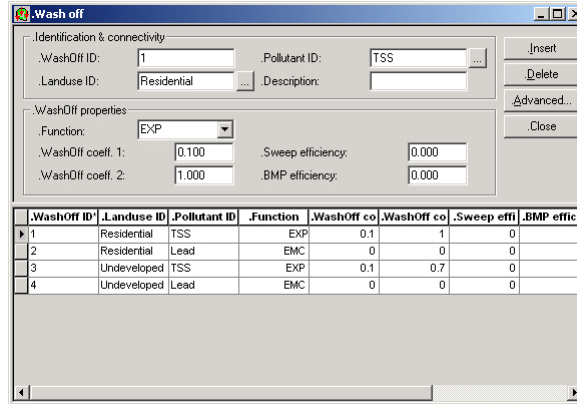 .Wash off
.Identification & connectivity
.WashOff ID: 1 .Pollutant ID: TSS ...
.Landuse ID: Residential ... .Description:
.Insert
.Delete
.Advanced...
.Close
.WashOff properties
.Function: EXP
.WashOff coeff. 1: 0.100 .Sweep efficiency: 0.000
.WashOff coeff. 2: 1.000 .BMP efficiency: 0.000
.WashOff ID* .Landuse ID .Pollutant ID .Function .WashOff co .WashOff co .Sweep effi .BMP effic
1 Residential TSS EXP 0.1 1 0
2 Residential Lead EMC 0 0 0
3 Undeveloped TSS EXP 0.1 0.7 0
4 Undeveloped Lead EMC 0 0 0